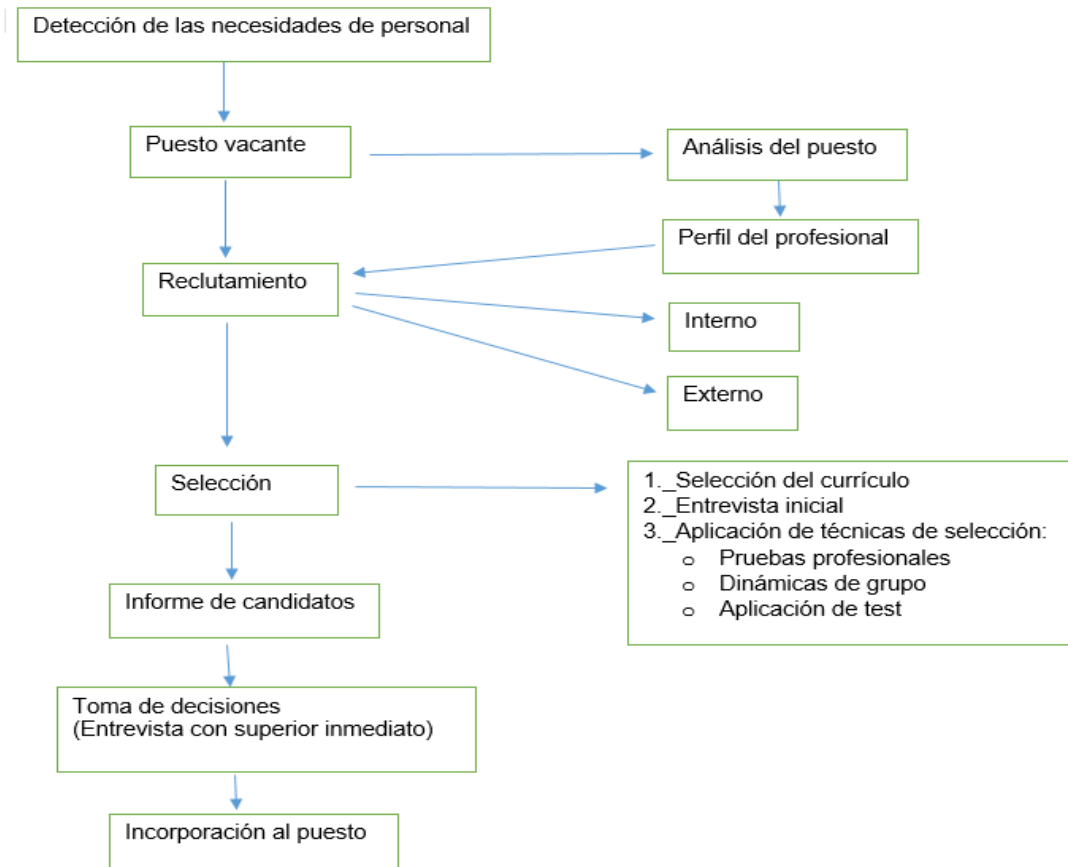 Detección de las necesidades de personal
Puesto vacante
Análisis del puesto
Perfil del profesional
Reclutamiento
Interno
Externo
Selección
1._Selección del currículo
2._Entrevista inicial
3._Aplicación de técnicas de selección:
o Pruebas profesionales
o Dinámicas de grupo
o Aplicación de test
Informe de candidatos
Toma de decisiones
(Entrevista con superior inmediato)
Incorporación al puesto